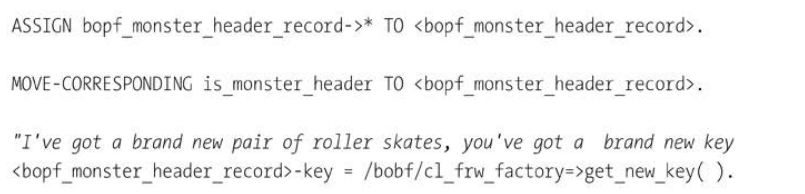 ASSIGN bopf_monster_header_record->* TO <bopf_monster_header_record>.
MOVE-CORRESPONDING is_monster_header TO <bopf_monster_header_record>.
"I've got a brand new pair of roller skates, you've got a brand new key
<bopf_monster_header_record>-key = /bobf/cl_frw_factory=>get_new_key( ).